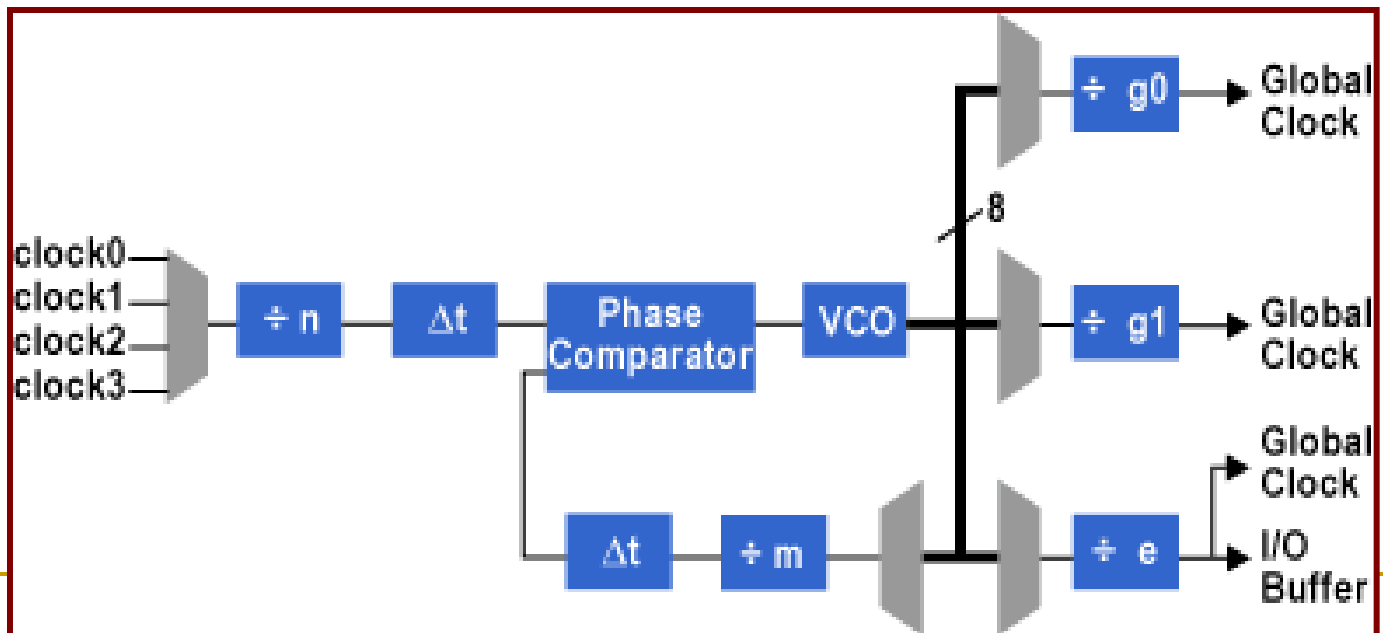 ÷ g0
Global
Clock
8
clock0
clock1
clock2
clock3
÷ n
Δt
Phase
Comparator
VCO
÷ g1
Global
Clock
Global
Clock
Δt
÷ m
÷ e
I/O
Buffer